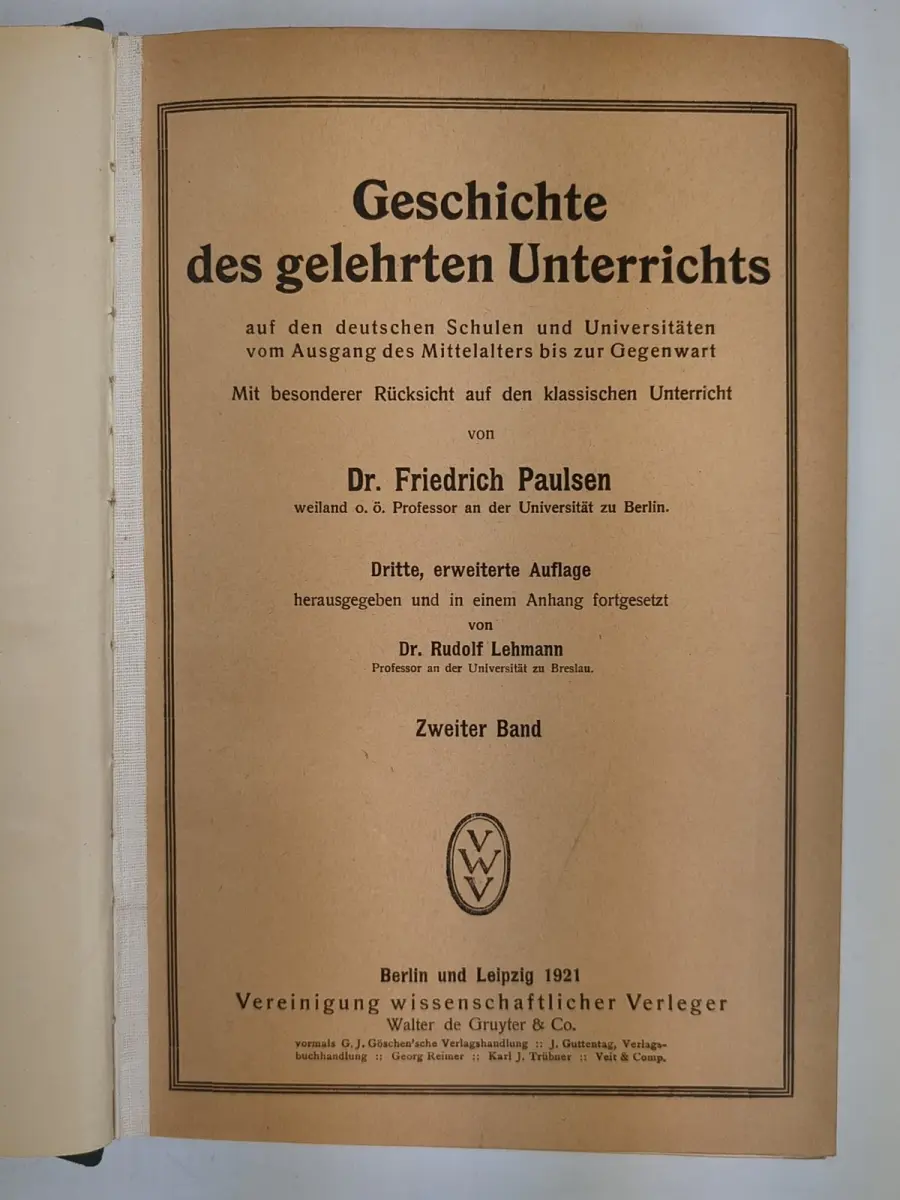 Geschichte
des gelehrten Unterrichts
auf den deutschen Schulen und Universitäten
vom Ausgang des Mittelalters bis zur Gegenwart
Mit besonderer Rücksicht auf den klassischen Unterricht
von
Dr. Friedrich Paulsen
weiland o. ö. Professor an der Universität zu Berlin.
Dritte, erweiterte Auflage
herausgegeben und in einem Anhang fortgesetzt
von
Dr. Rudolf Lehmann
Professor an der Universität zu Breslau.
Zweiter Band
V
W
V
Berlin und Leipzig 1921
Vereinigung wissenschaftlicher Verleger
Walter de Gruyter & Co.
vormals G. J. Göschen'sche Verlagshandlung :: J. Guttentag, Verlags-
buchhandlung :: Georg Reimer :: Karl J. Trübner :: Veit & Comp.